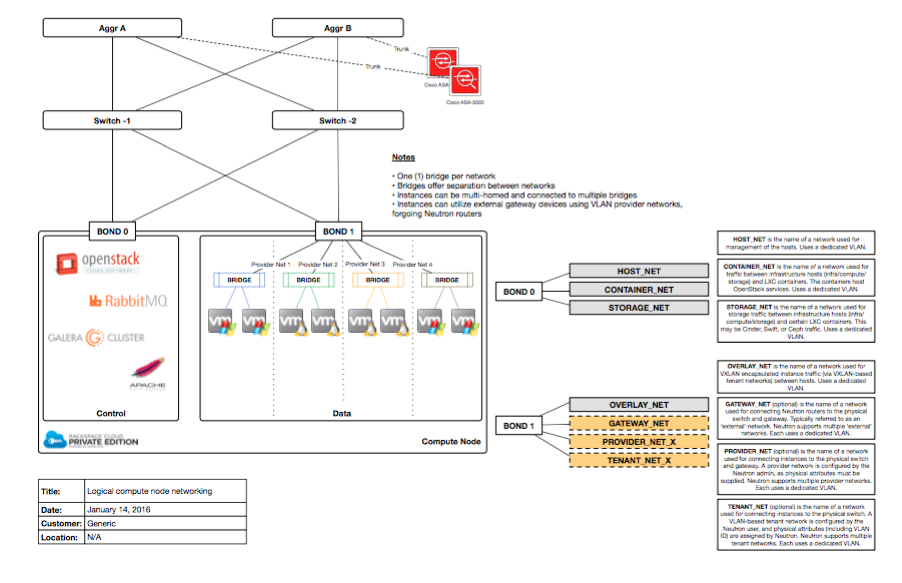 Aggr A
Aggr B
Trunk
Trunk
Cisco ASA
Cisco ASA-5500
Switch -1
Switch -2
Notes
• One (1) bridge per network
• Bridges offer separation between networks
• Instances can be multi-homed and connected to multiple bridges
• Instances can utilize external gateway devices using VLAN provider networks,
forgoing Neutron routers
BOND 0
BOND 1
openstack
CLOUD SOFTWARE
RabbitMQ
GALERA CLUSTER
APACHE
Control
Provider Net 1
Provider Net 2
Provider Net 3
Provider Net 4
BRIDGE
BRIDGE
BRIDGE
BRIDGE
vm
vm
vm
vm
vm
vm
vm
vm
Data
RACKSPACE CLOUD
PRIVATE EDITION
Compute Node
BOND 0
HOST_NET
CONTAINER_NET
STORAGE_NET
HOST_NET is the name of a network used for
management of the hosts. Uses a dedicated VLAN.
CONTAINER_NET is the name of a network used for
traffic between infrastructure hosts (infra/compute/
storage) and LXC containers. The containers host
OpenStack services. Uses a dedicated VLAN.
STORAGE_NET is the name of a network used for
storage traffic between infrastructure hosts (infra/
compute/storage) and certain LXC containers. This
may be Cinder, Swift, or Ceph traffic. Uses a dedicated
VLAN.
BOND 1
OVERLAY_NET
GATEWAY_NET
PROVIDER_NET_X
TENANT_NET_X
OVERLAY_NET is the name of a network used for
VXLAN encapsulated instance traffic (via VXLAN-based
tenant networks) between hosts. Uses a dedicated
VLAN.
GATEWAY_NET (optional) is the name of a network
used for connecting Neutron routers to the physical
switch and gateway. Typically referred to as an
'external' network. Neutron supports multiple 'external'
networks. Each uses a dedicated VLAN.
PROVIDER_NET (optional) is the name of a network
used for connecting instances to the physical switch
and gateway. A provider network is configured by the
Neutron admin, as physical attributes must be
supplied. Neutron supports multiple provider networks.
Each uses a dedicated VLAN.
TENANT_NET (optional) is the name of a network
used for connecting instances to the physical switch. A
VLAN-based tenant network is configured by the
Neutron user, and physical attributes (including VLAN
ID) are assigned by Neutron. Neutron supports multiple
tenant networks. Each uses a dedicated VLAN.
Title: Logical compute node networking
Date: January 14, 2016
Customer: Generic
Location: N/A